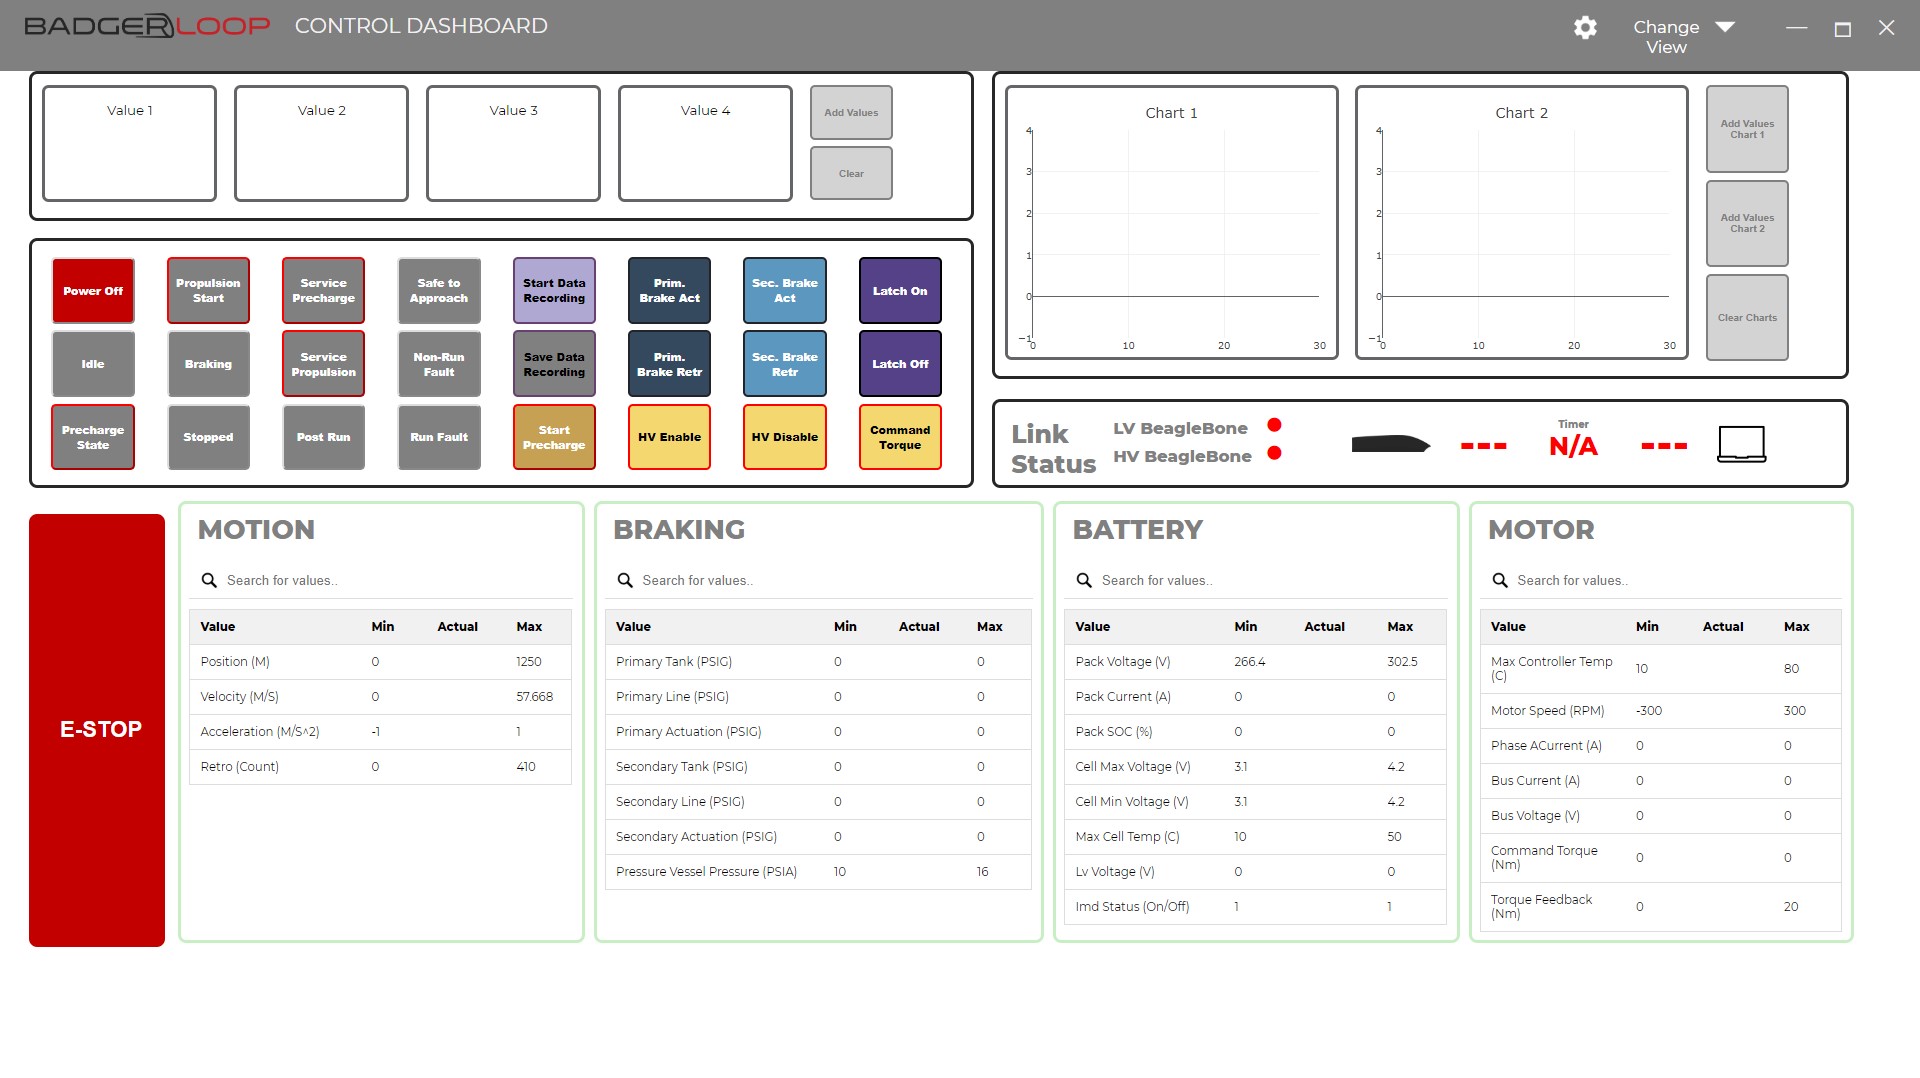 BADGERLOOP CONTROL DASHBOARD
Change
View
Value 1
Value 2
Value 3
Value 4
Add Values
Clear
Chart 1
4
3
2
1
0
−1
0 10 20 30
Chart 2
4
3
2
1
0
−1
0 10 20 30
Add Values
Chart 1
Add Values
Chart 2
Clear Charts
Power Off
Propulsion
Start
Service
Precharge
Safe to
Approach
Start Data
Recording
Prim.
Brake Act
Sec. Brake
Act
Latch On
Idle
Braking
Service
Propulsion
Non-Run
Fault
Save Data
Recording
Prim.
Brake Retr
Sec. Brake
Retr
Latch Off
Precharge
State
Stopped
Post Run
Run Fault
Start
Precharge
HV Enable
HV Disable
Command
Torque
Link
Status
LV BeagleBone
HV BeagleBone
---
Timer
N/A
---
E-STOP
MOTION
Search for values..
Value Min Actual Max
Position (M) 0 1250
Velocity (M/S) 0 57.668
Acceleration (M/S^2) -1 1
Retro (Count) 0 410
BRAKING
Search for values..
Value Min Actual Max
Primary Tank (PSIG) 0 0
Primary Line (PSIG) 0 0
Primary Actuation (PSIG) 0 0
Secondary Tank (PSIG) 0 0
Secondary Line (PSIG) 0 0
Secondary Actuation (PSIG) 0 0
Pressure Vessel Pressure (PSIA) 10 16
BATTERY
Search for values..
Value Min Actual Max
Pack Voltage (V) 266.4 302.5
Pack Current (A) 0 0
Pack SOC (%) 0 0
Cell Max Voltage (V) 3.1 4.2
Cell Min Voltage (V) 3.1 4.2
Max Cell Temp (C) 10 50
Lv Voltage (V) 0 0
Imd Status (On/Off) 1 1
MOTOR
Search for values..
Value Min Actual Max
Max Controller Temp
(C) 10 80
Motor Speed (RPM) -300 300
Phase ACurrent (A) 0 0
Bus Current (A) 0 0
Bus Voltage (V) 0 0
Command Torque
(Nm) 0 0
Torque Feedback
(Nm) 0 20